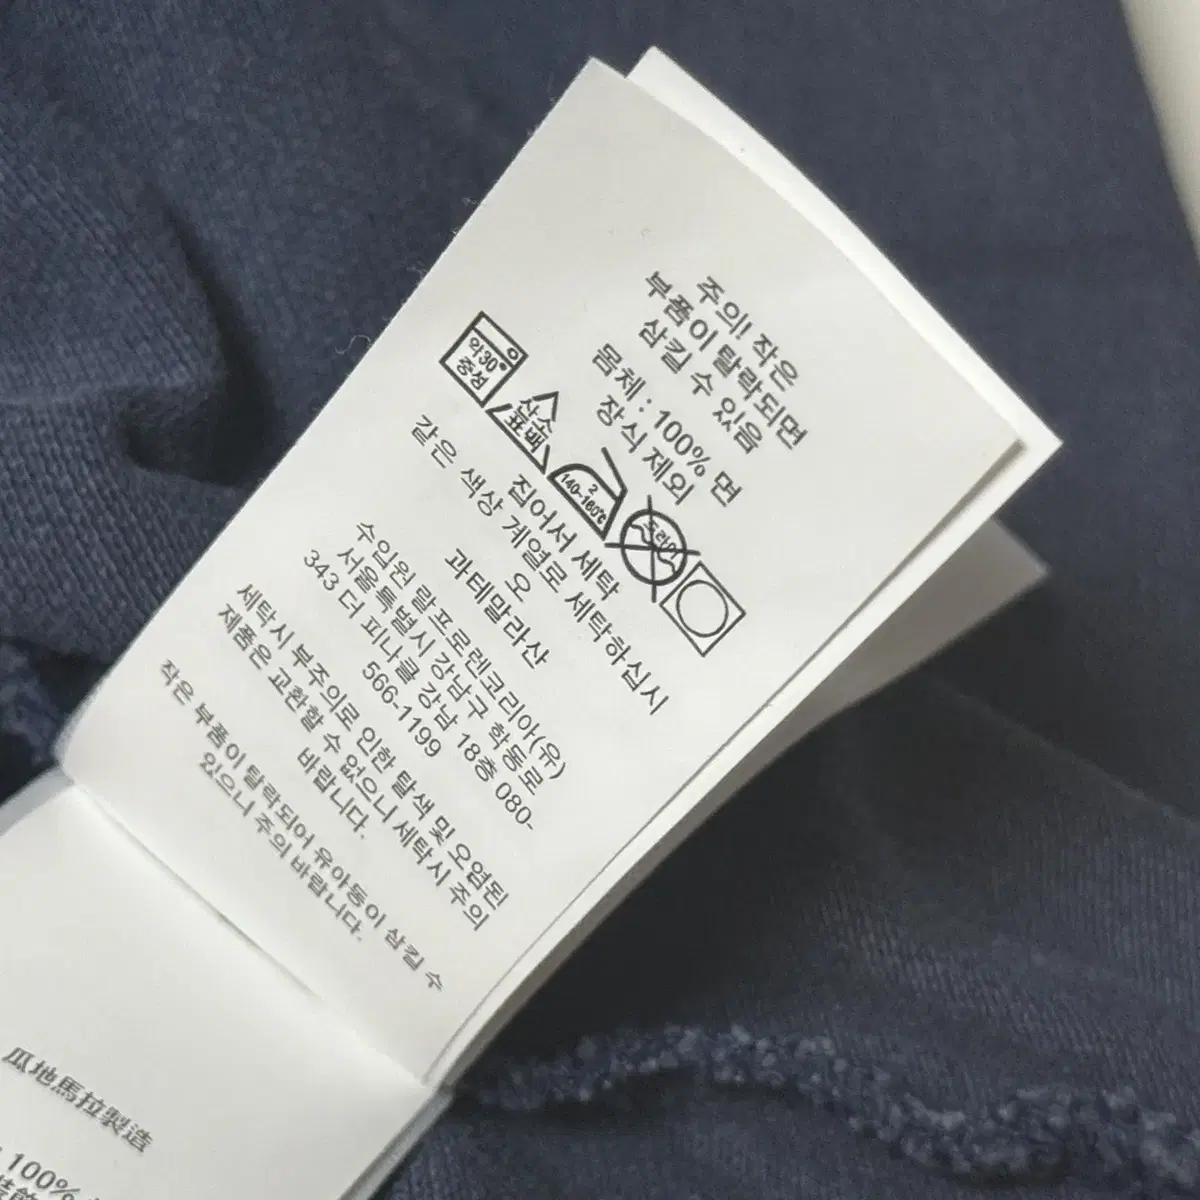 주의! 작은
부품이 탈락되면
삼킬 수 있음
몸체 : 100% 면
장식 제외
약30°
중성
산소
표백
2
140-160℃
드라이
집어서 세탁
같은 색상 계열로 세탁하십시
오
과테말라산
수입원 랄프로렌코리아(유)
서울특별시 강남구 학동로
343 더 피나클 강남 18층 080-
566-1199
세탁시 부주의로 인한 탈색 및 오염된
제품은 교환할 수 없으니 세탁시 주의
바랍니다.
작은 부품이 탈락되어 유아동이 삼킬 수
있으니 주의 바랍니다.
瓜地馬拉製造
100%
裝飾